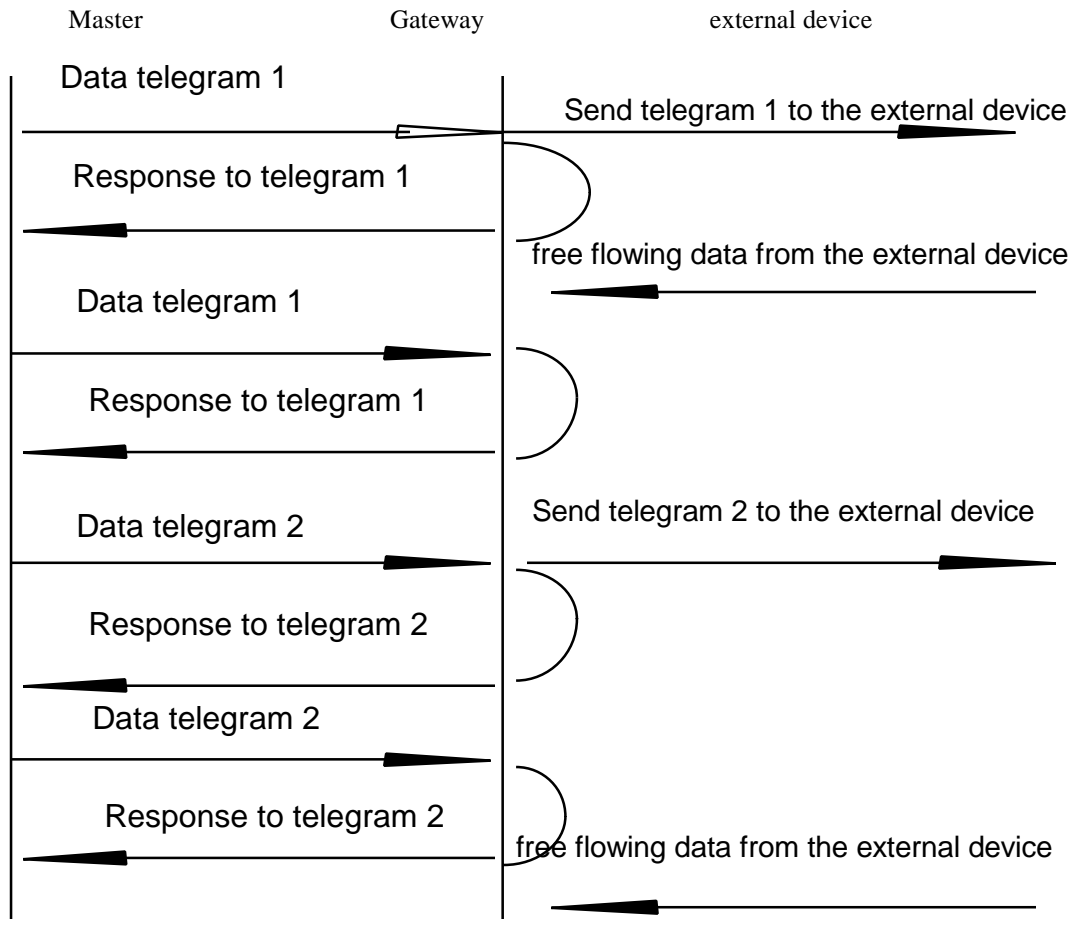 Master
Gateway
external device
Data telegram 1
Send telegram 1 to the external device
Response to telegram 1
free flowing data from the external device
Data telegram 1
Response to telegram 1
Data telegram 2
Send telegram 2 to the external device
Response to telegram 2
Data telegram 2
Response to telegram 2
free flowing data from the external device